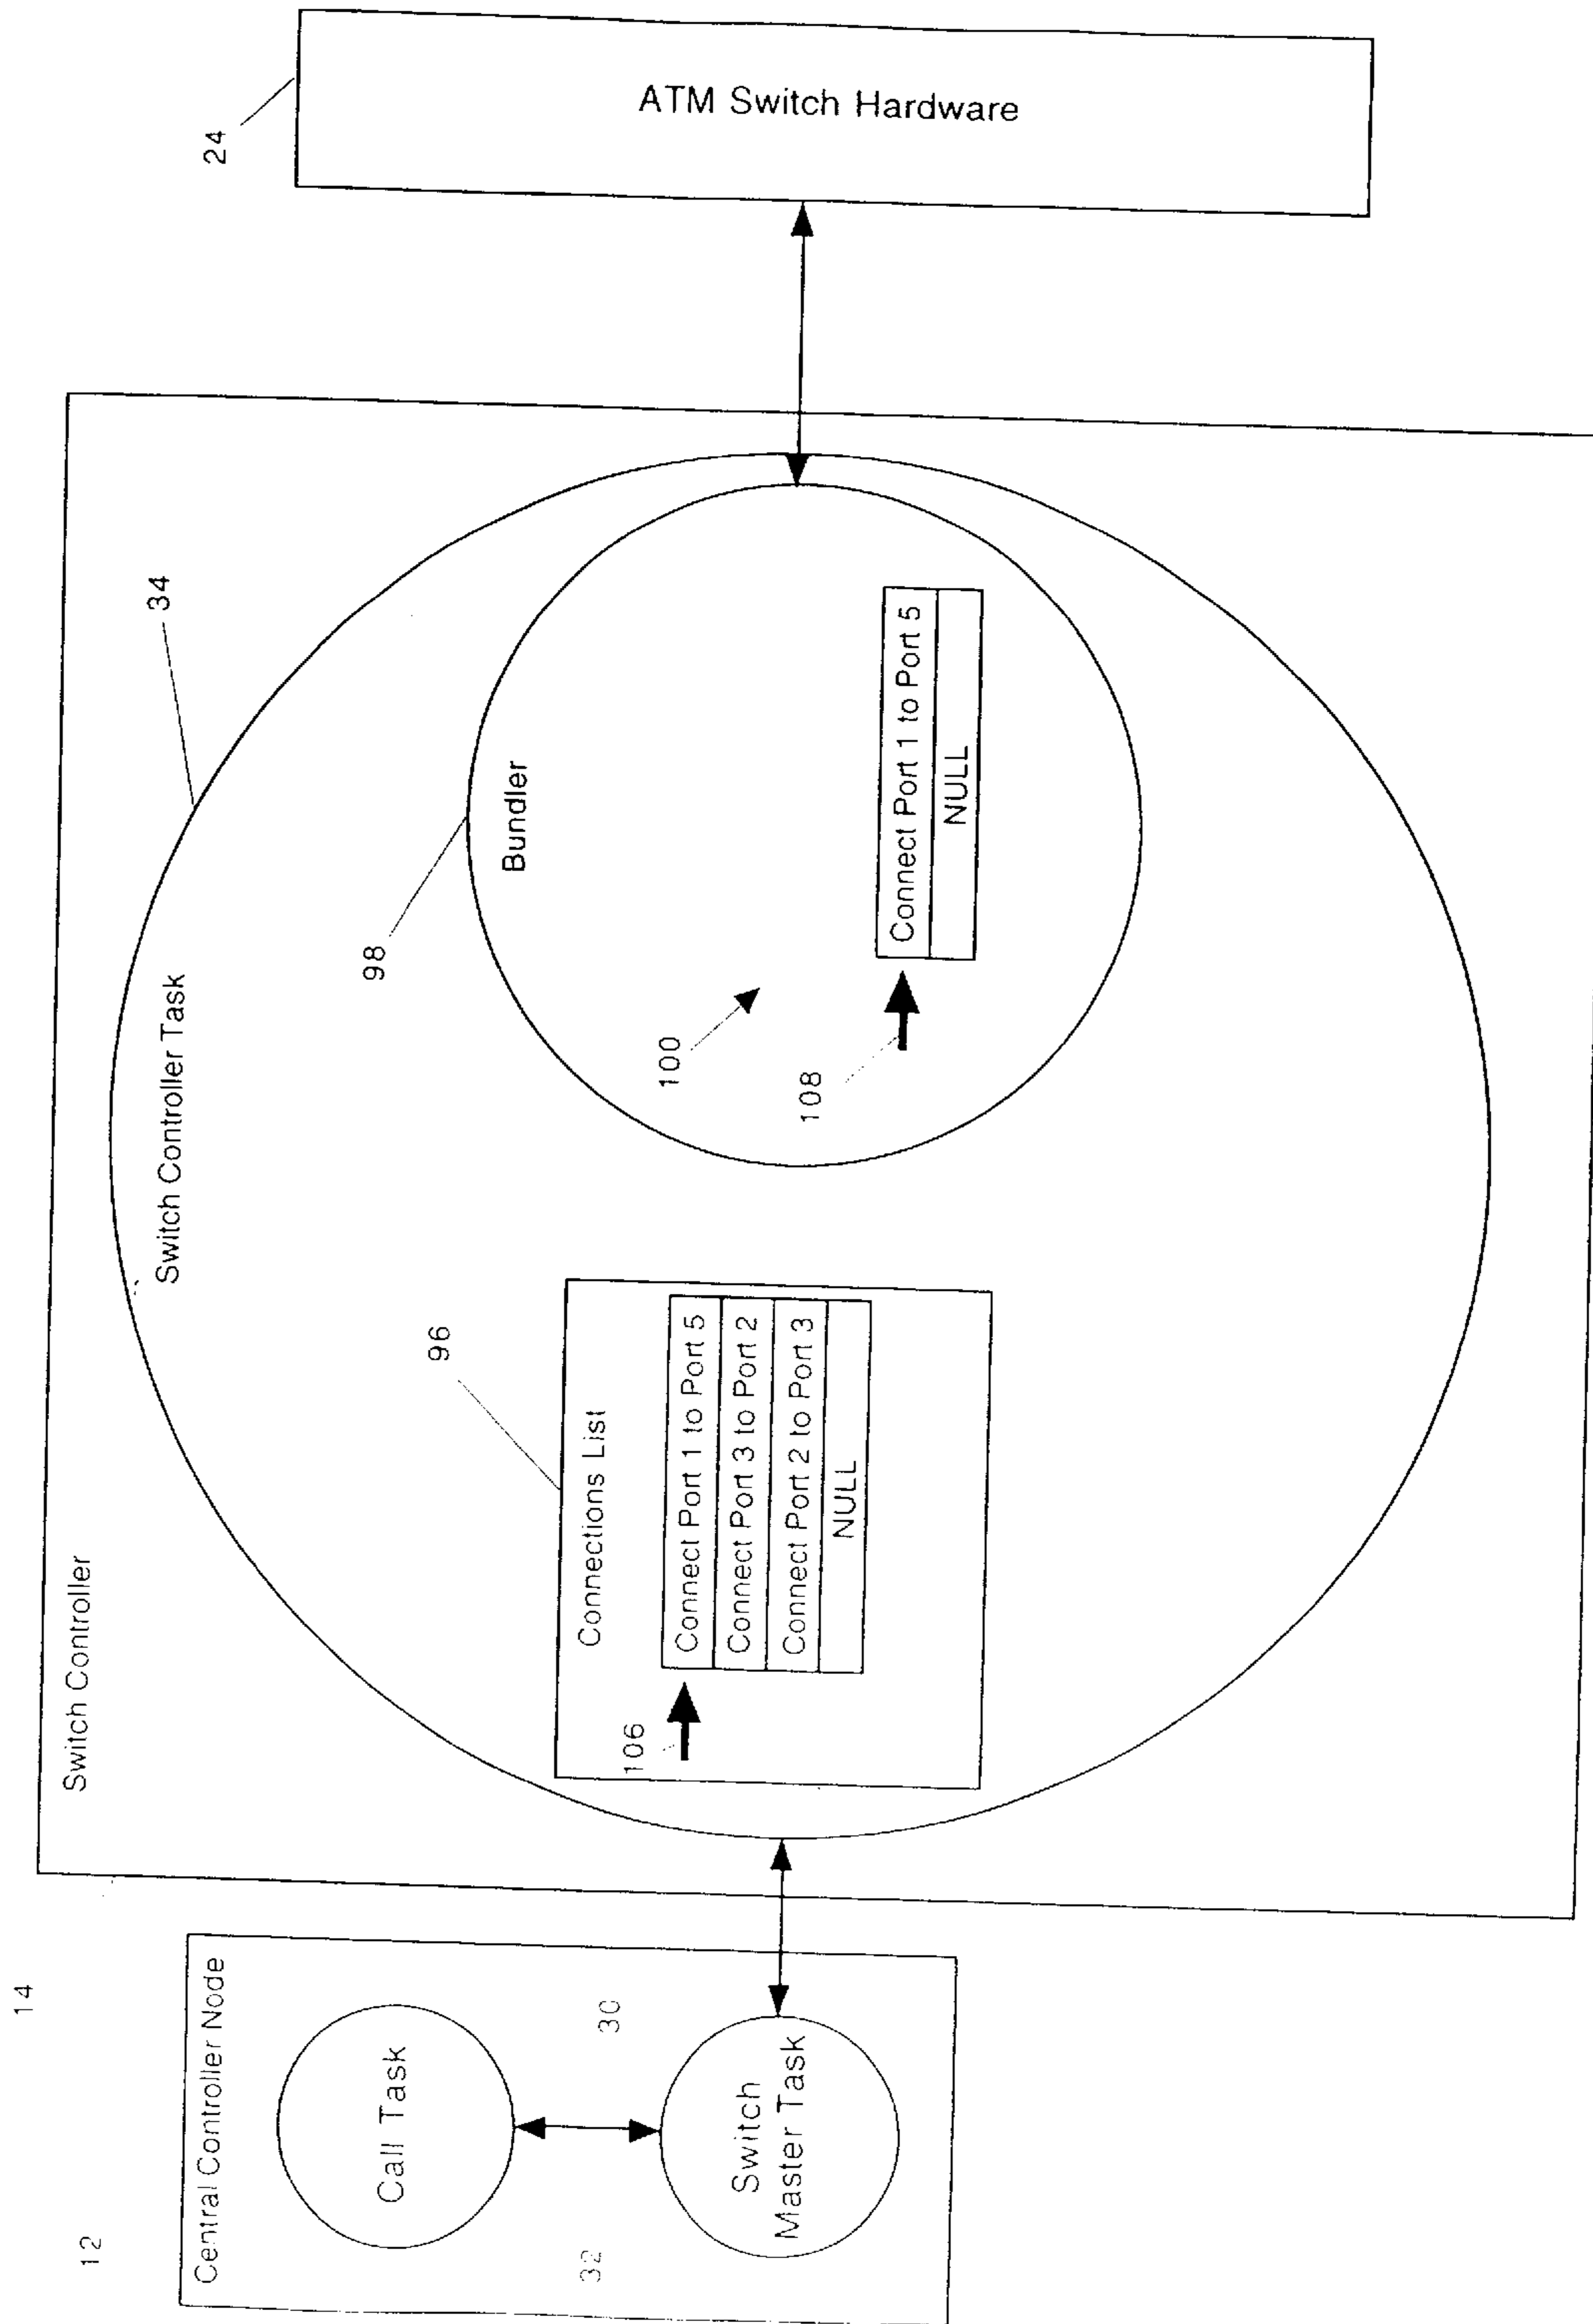 12
14
Central Controller Node
Call Task
32
30
Switch
Master Task
Switch Controller
Switch Controller Task
34
96
Connections List
106
Connect Port 1 to Port 5
Connect Port 3 to Port 2
Connect Port 2 to Port 3
NULL
98
Bundler
100
108
Connect Port 1 to Port 5
NULL
24
ATM Switch Hardware